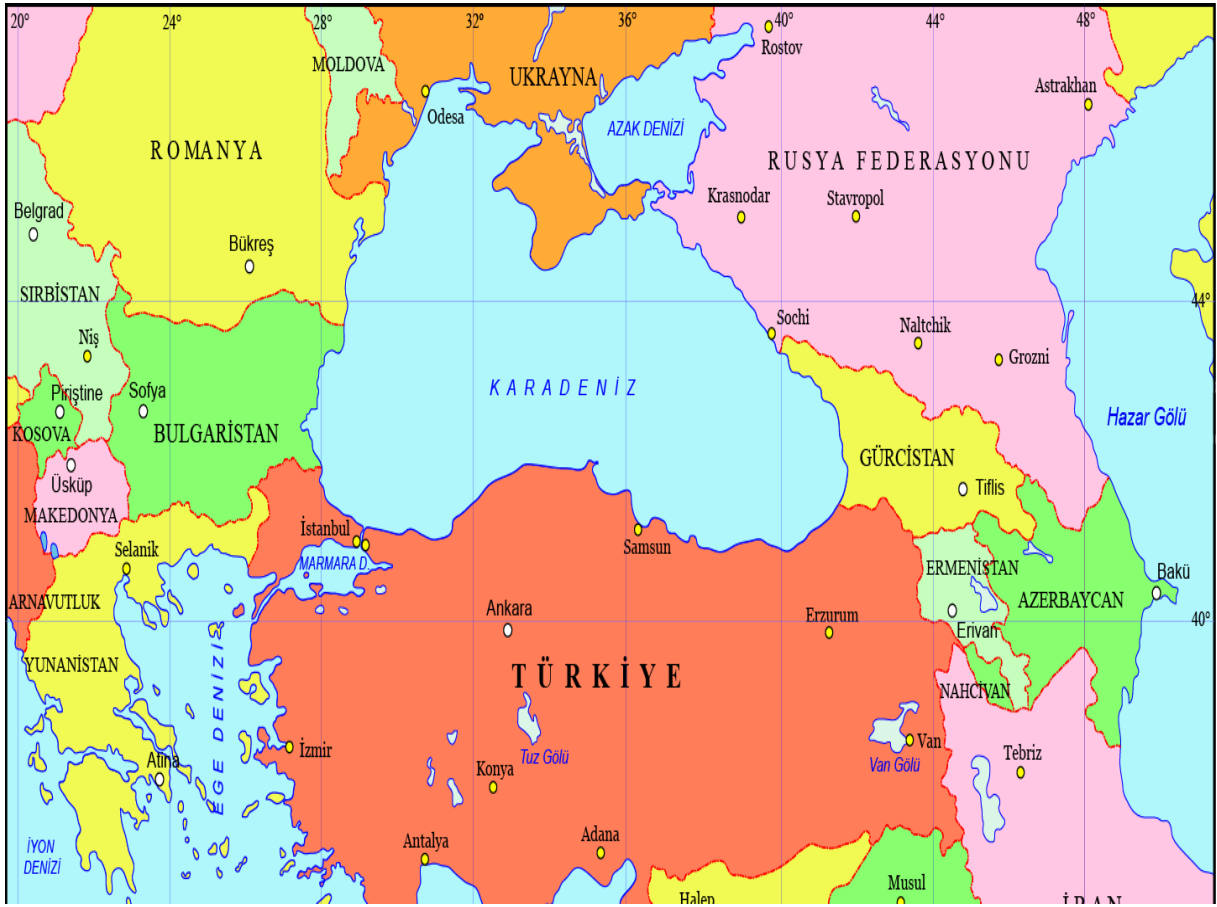 20° 24° 28° 32° 36° 40° 44° 48°
Rostov
MOLDOVA
UKRAYNA
Astrakhan
Odesa
AZAK DENİZİ
ROMANYA
RUSYA FEDERASYONU
Krasnodar
Stavropol
Belgrad
Bükreş
SIRBİSTAN
44°
Sochi
Naltchik
Niş
Grozni
KARADENİZ
Piriştine
Sofya
Hazar Gölü
KOSOVA
BULGARİSTAN
GÜRCİSTAN
Üsküp
Tiflis
MAKEDONYA
İstanbul
Samsun
Selanik
MARMARA D.
ERMENİSTAN
Bakü
ARNAVUTLUK
Ankara
Erzurum
AZERBAYCAN
40°
Erivan
YUNANİSTAN
EGE DENİZİ
TÜRKİYE
NAHCİVAN
İzmir
Tuz Gölü
Van
Atina
Van Gölü
Tebriz
Konya
İYON
DENİZİ
Antalya
Adana
Musul
Halep
İRAN